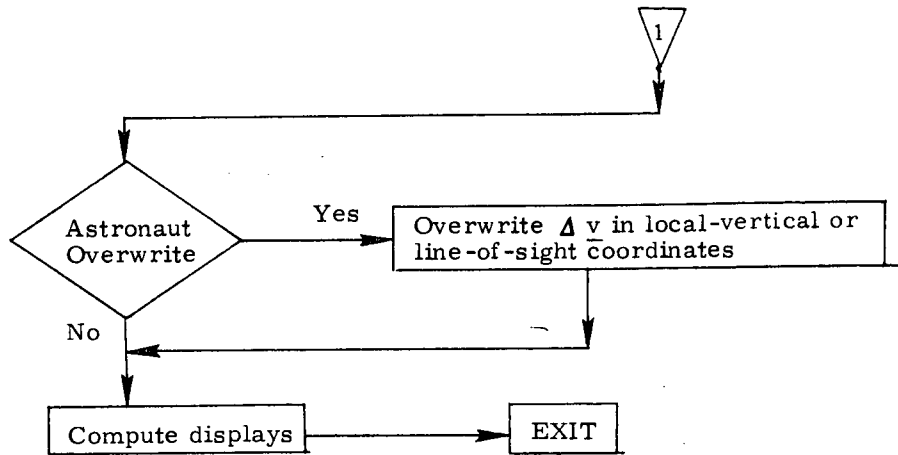 1
Astronaut
Overwrite
Yes
Overwrite Δ v in local-vertical or
line-of-sight coordinates
No
Compute displays
EXIT